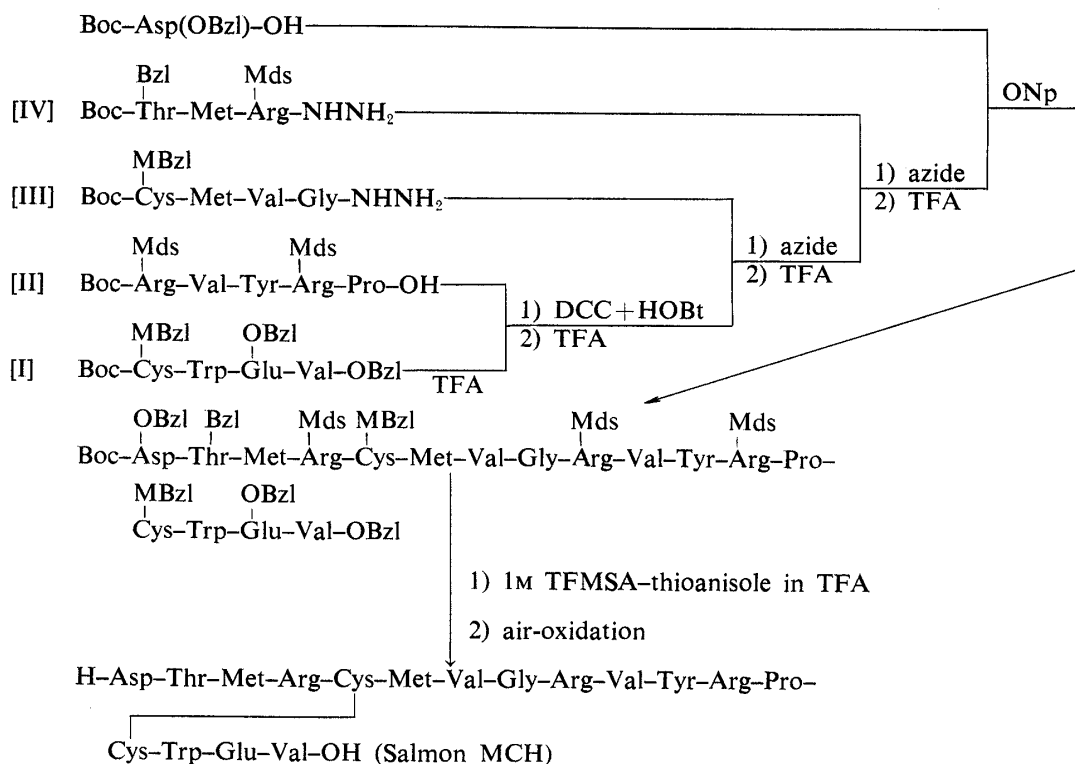 Boc–Asp(OBzl)–OH
Bzl Mds
[IV] Boc–Thr–Met–Arg–NHNH₂
ONp
MBzl
1) azide
[III] Boc–Cys–Met–Val–Gly–NHNH₂
2) TFA
Mds Mds
1) azide
[II] Boc–Arg–Val–Tyr–Arg–Pro–OH
2) TFA
1) DCC+HOBt
MBzl OBzl
2) TFA
[I] Boc–Cys–Trp–Glu–Val–OBzl
TFA
OBzl Bzl Mds MBzl Mds Mds
Boc–Asp–Thr–Met–Arg–Cys–Met–Val–Gly–Arg–Val–Tyr–Arg–Pro–
MBzl OBzl
Cys–Trp–Glu–Val–OBzl
1) 1M TFMSA–thioanisole in TFA
2) air-oxidation
H–Asp–Thr–Met–Arg–Cys–Met–Val–Gly–Arg–Val–Tyr–Arg–Pro–
Cys–Trp–Glu–Val–OH (Salmon MCH)